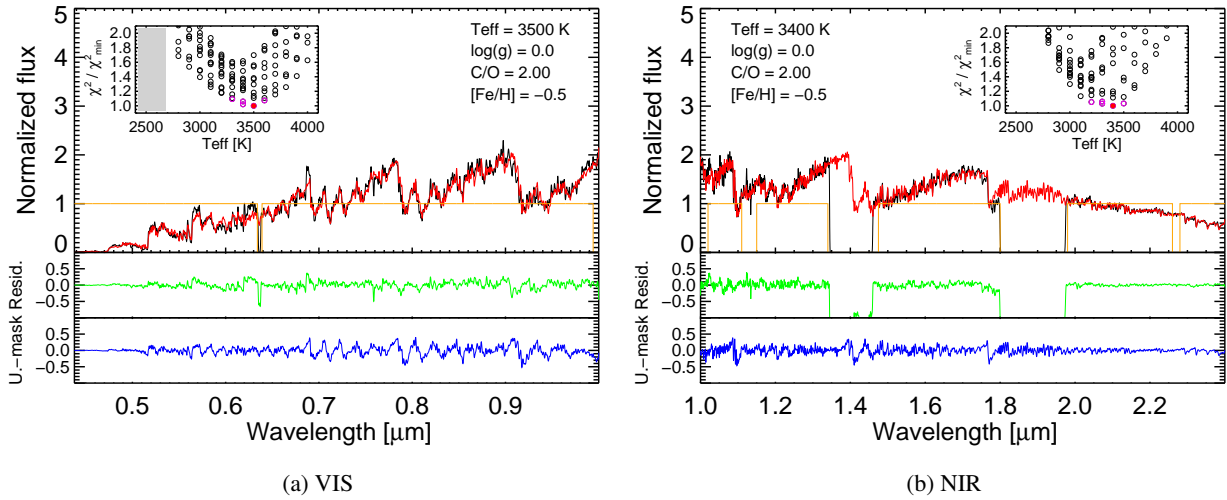 5
4
3
2
1
0
Normalized flux
2.0
1.8
1.6
1.4
1.2
1.0
χ² / χ²min
2500 3000 3500 4000
Teff [K]
Teff = 3500 K
log(g) = 0.0
C/O = 2.00
[Fe/H] = −0.5
0.5
0.0
−0.5
Resid.
0.5
0.0
−0.5
U.−mask
0.5 0.6 0.7 0.8 0.9
Wavelength [μm]
(a) VIS
5
4
3
2
1
0
Normalized flux
Teff = 3400 K
log(g) = 0.0
C/O = 2.00
[Fe/H] = −0.5
2.0
1.8
1.6
1.4
1.2
1.0
χ² / χ²min
2500 3000 3500 4000
Teff [K]
0.5
0.0
−0.5
Resid.
0.5
0.0
−0.5
U.−mask
1.0 1.2 1.4 1.6 1.8 2.0 2.2
Wavelength [μm]
(b) NIR